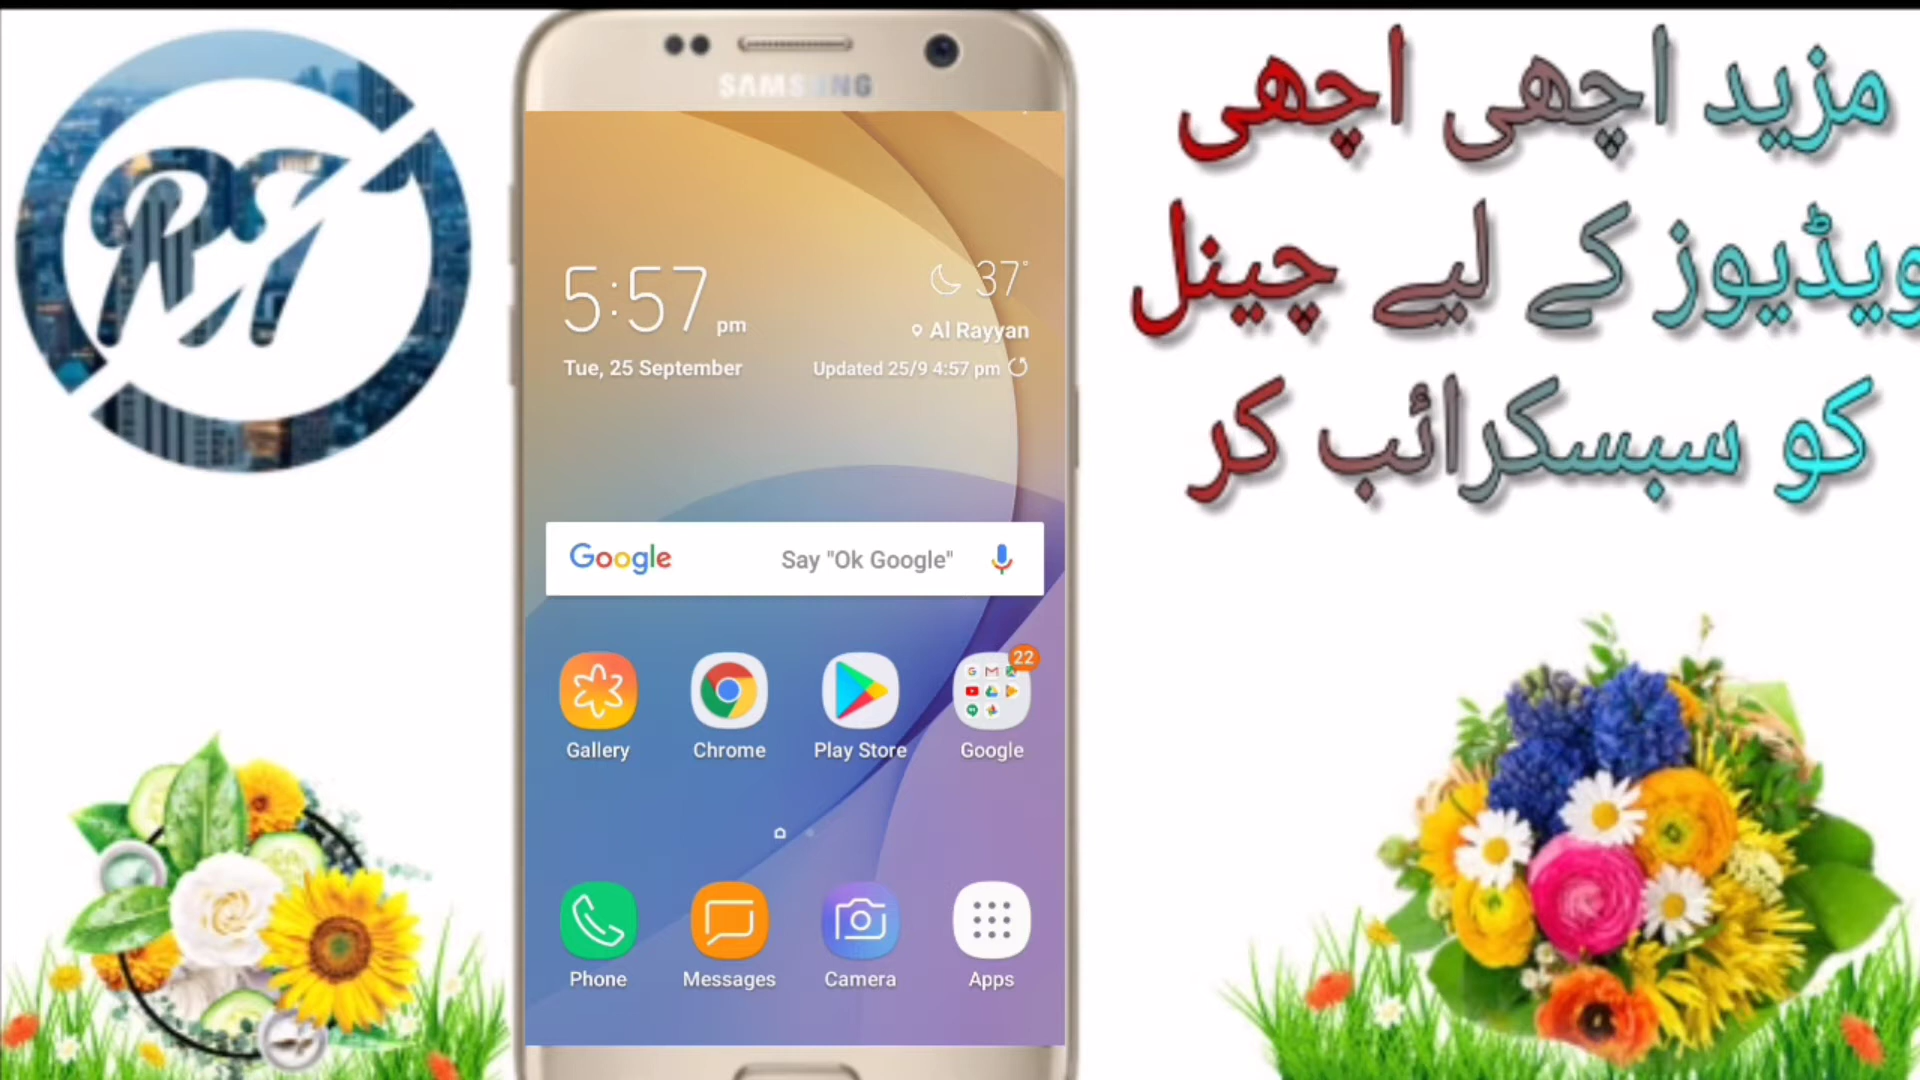 RT
SAMSUNG
مزید اچھی اچھی
ویڈیوز کے لیے چینل
کو سبسکرائب کر
5:57 pm
37°
Al Rayyan
Tue, 25 September
Updated 25/9 4:57 pm
Google Say "Ok Google"
22
Gallery Chrome Play Store Google
Phone Messages Camera Apps